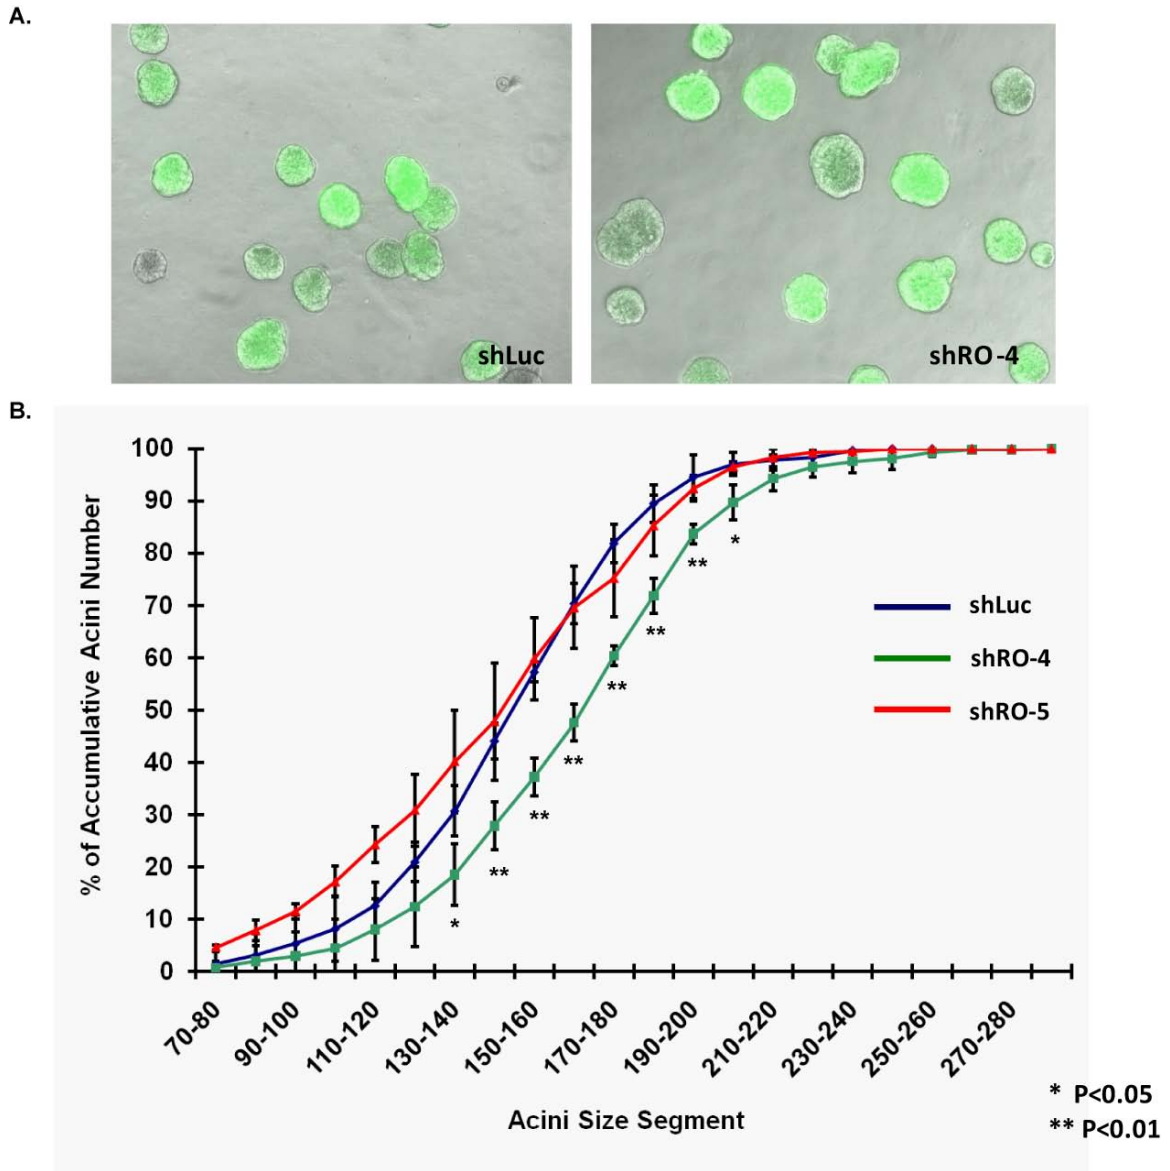 A.
shLuc
shRO-4
B.
% of Accumulative Acini Number
100
90
80
70
60
50
40
30
20
10
0
shLuc
shRO-4
shRO-5
*
**
**
**
**
**
**
*
70-80
90-100
110-120
130-140
150-160
170-180
190-200
210-220
230-240
250-260
270-280
Acini Size Segment
* P<0.05
** P<0.01